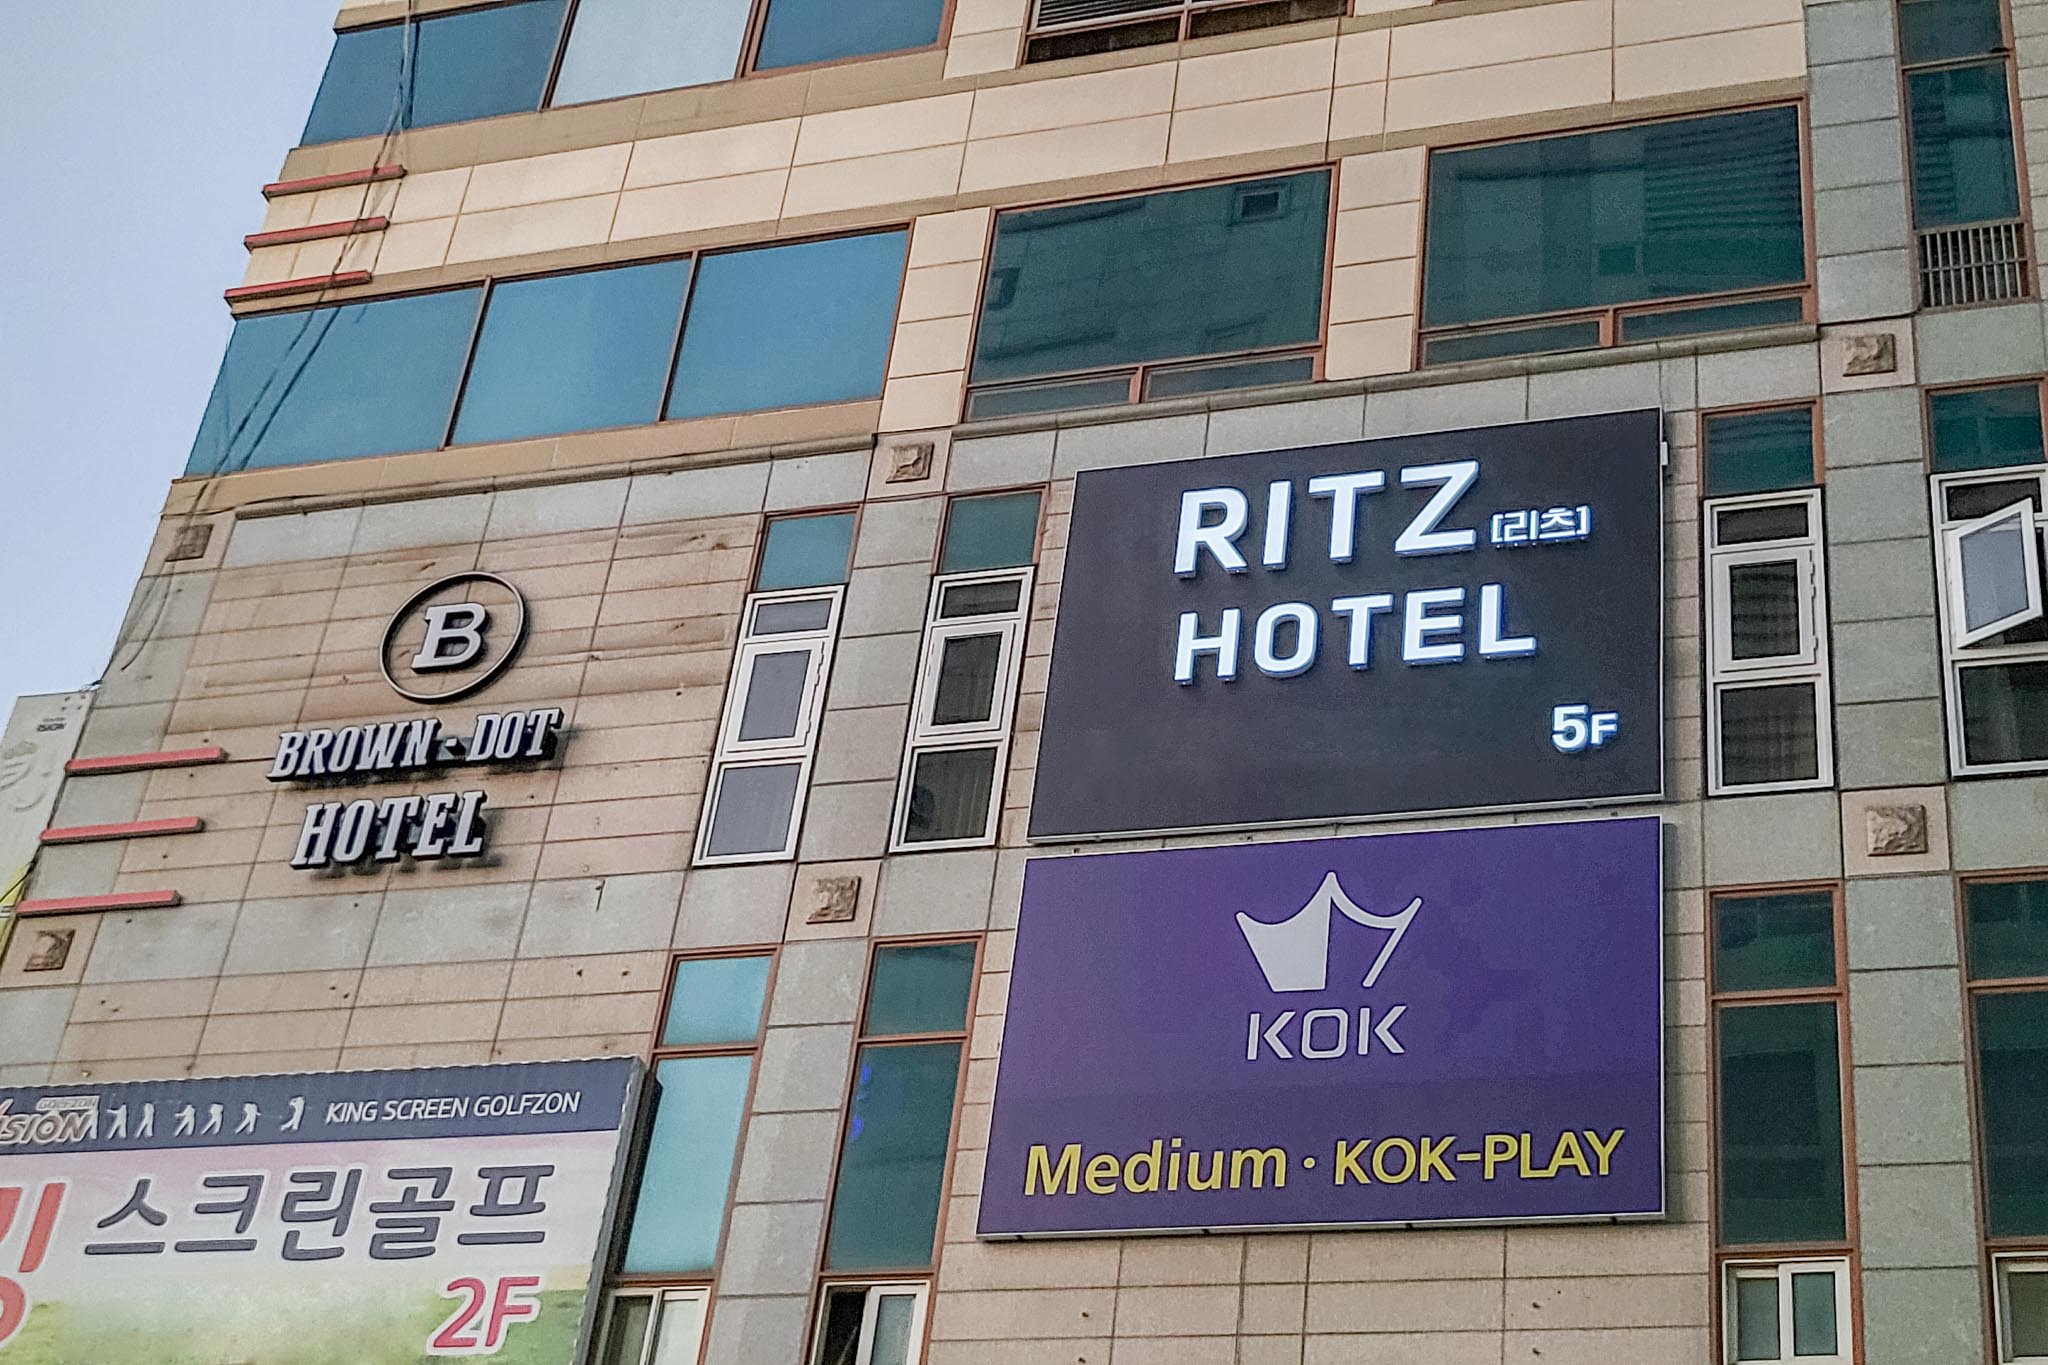 B
BROWN-DOT
HOTEL
RITZ [리츠]
HOTEL
5F
KOK
Medium · KOK-PLAY
GOLFZON
KING SCREEN GOLFZON
스크린골프
2F